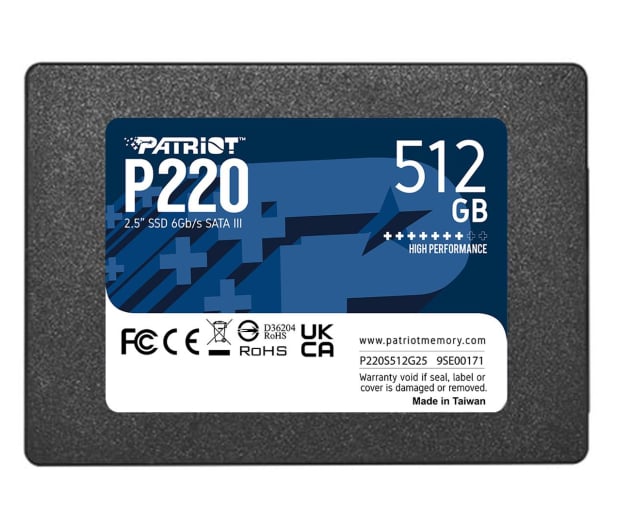 PATRIOT™
P220
2.5" SSD 6Gb/s SATA III
512
GB
HIGH PERFORMANCE
FC CE
D36204
RoHS
RoHS
UK
CA
www.patriotmemory.com
P220S512G25 9SE00171
Warranty void if seal, label or
cover is damaged or removed.
Made in Taiwan